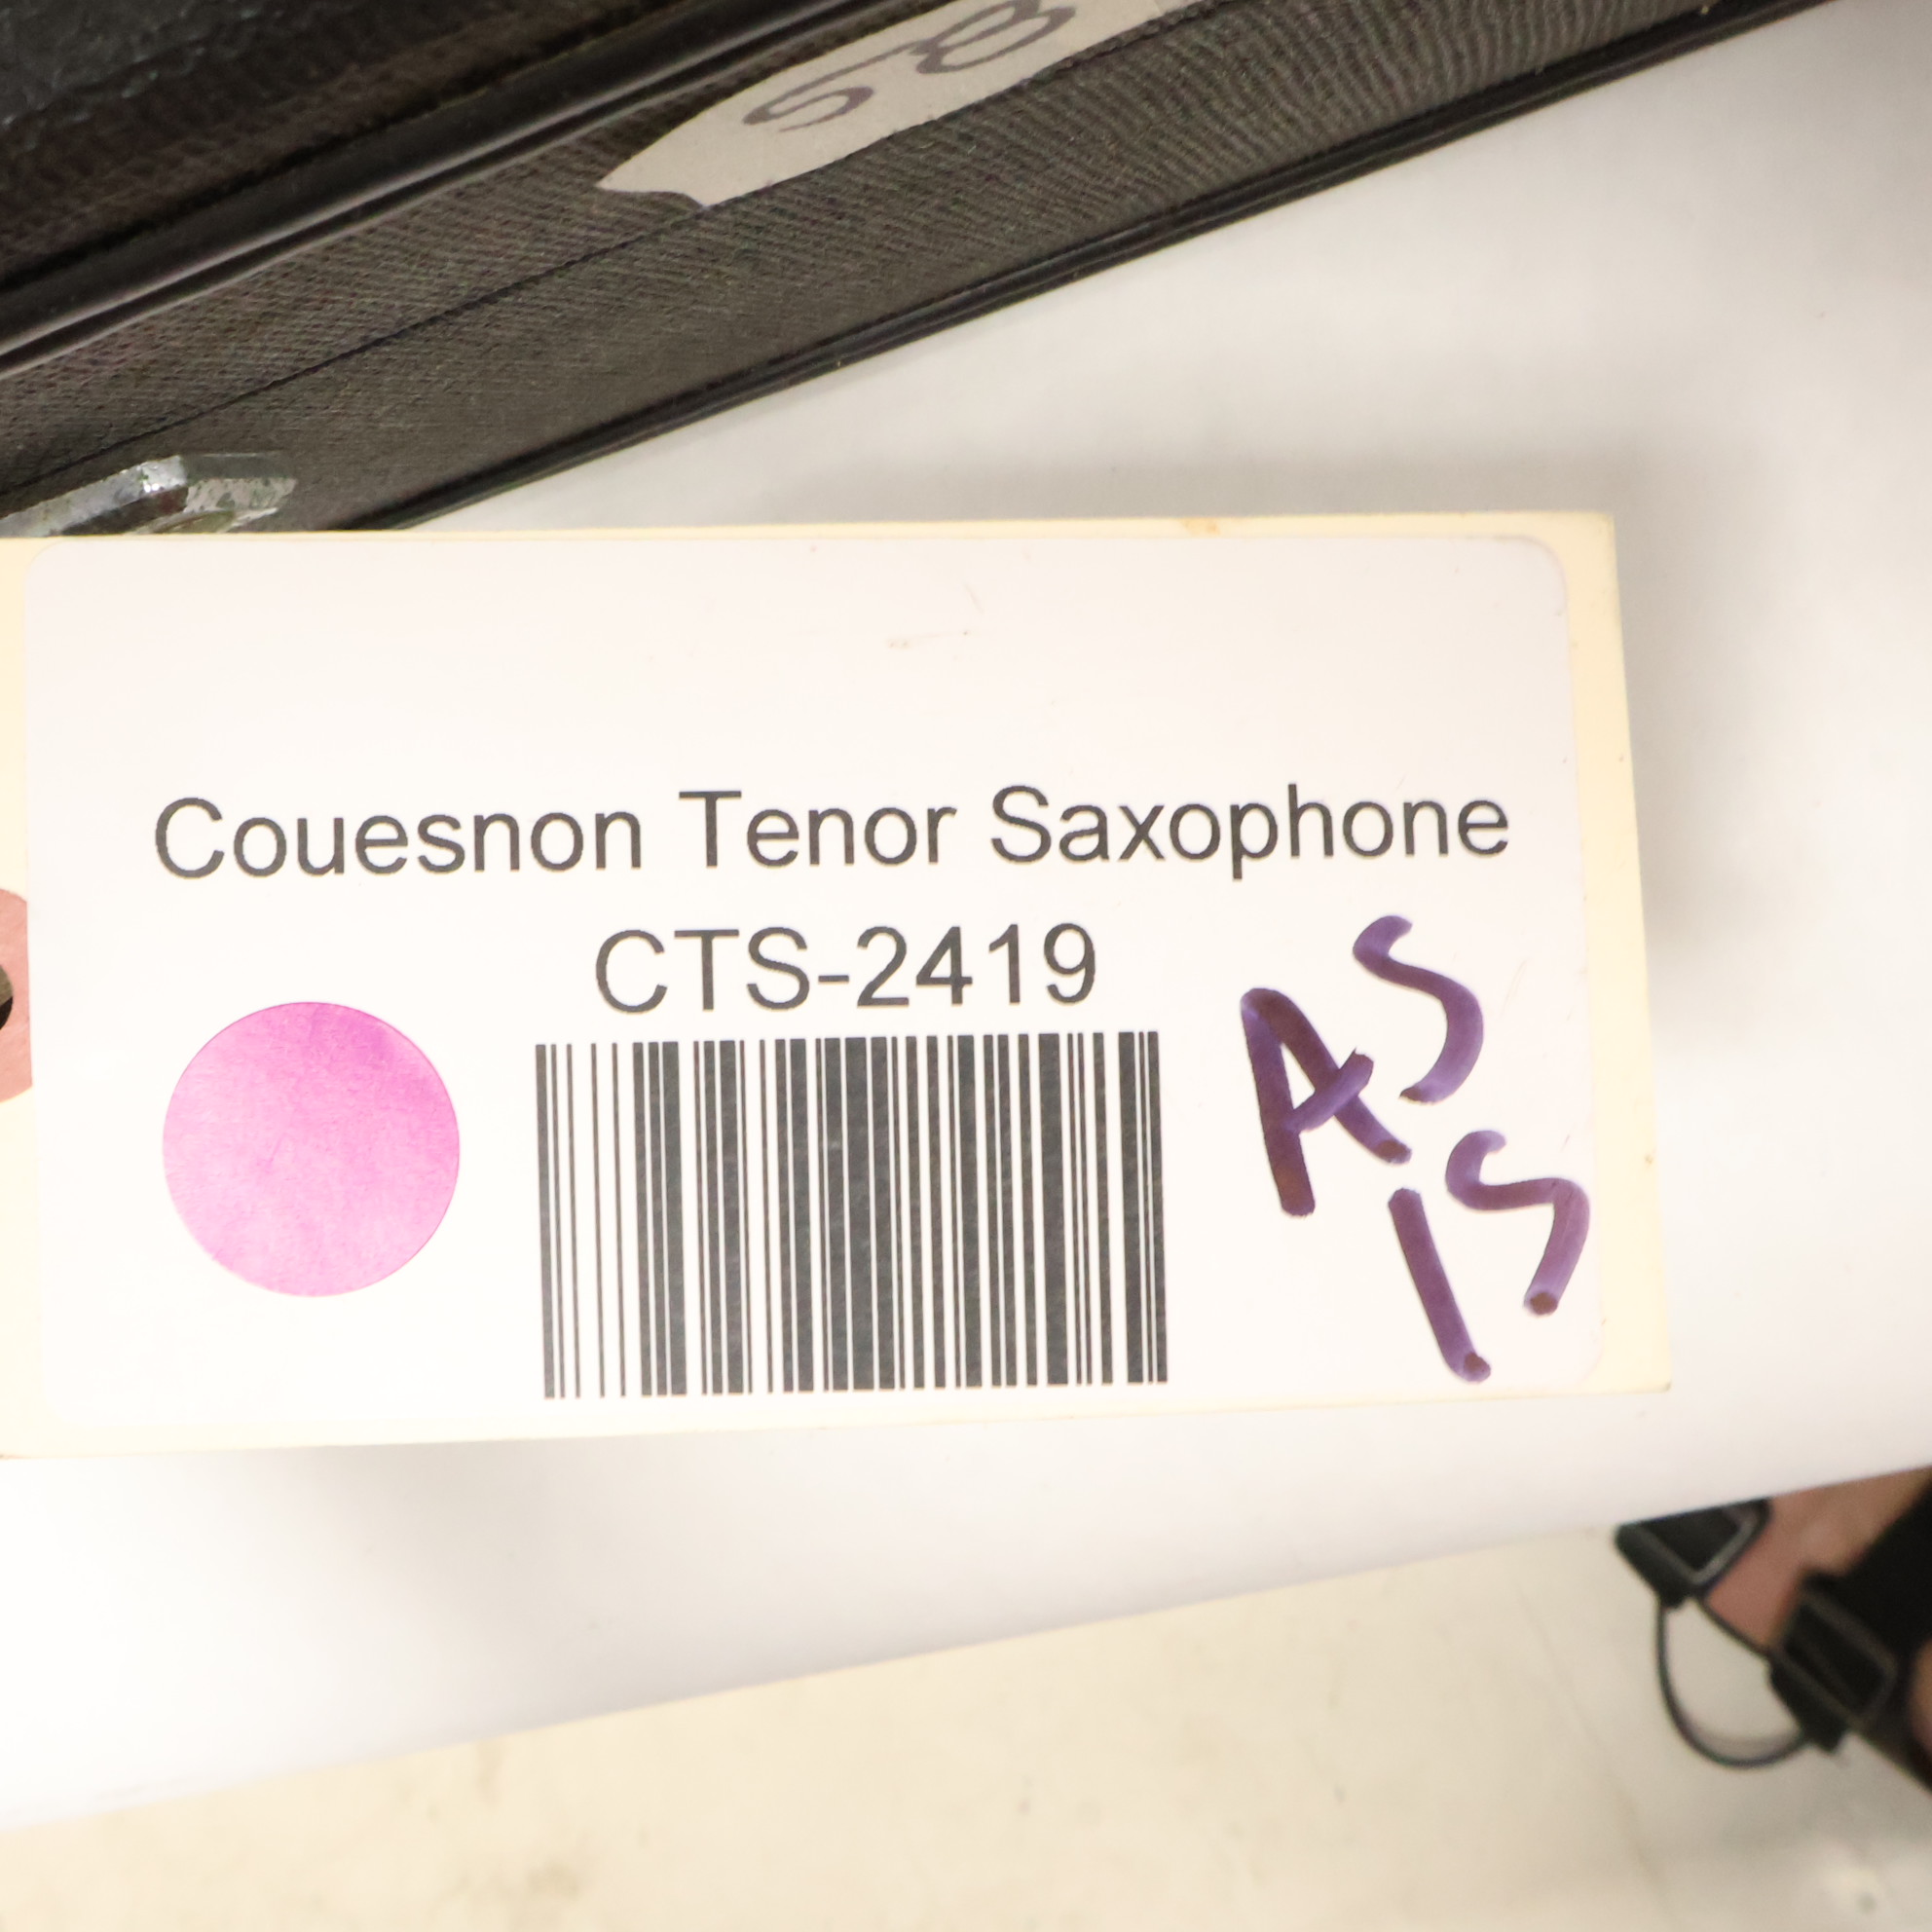 Couesnon Tenor Saxophone
CTS-2419
AS
IS